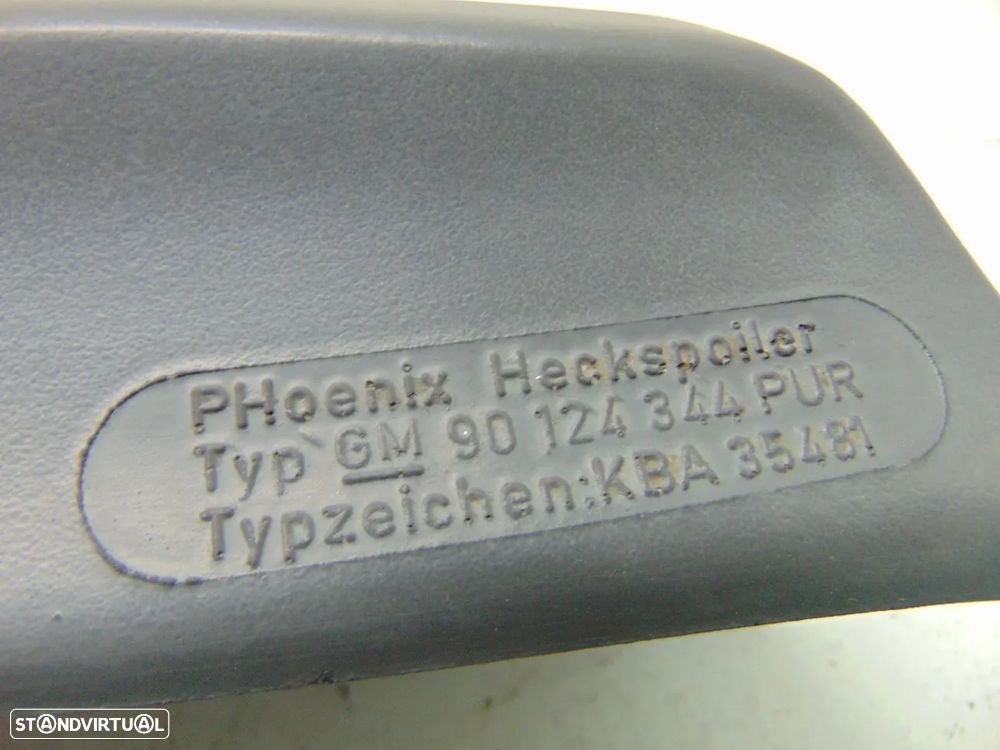 PHoenix Heckspoiler
Typ GM 90 124 344 PUR
Typzeichen:KBA 35481
STANDVIRTUAL